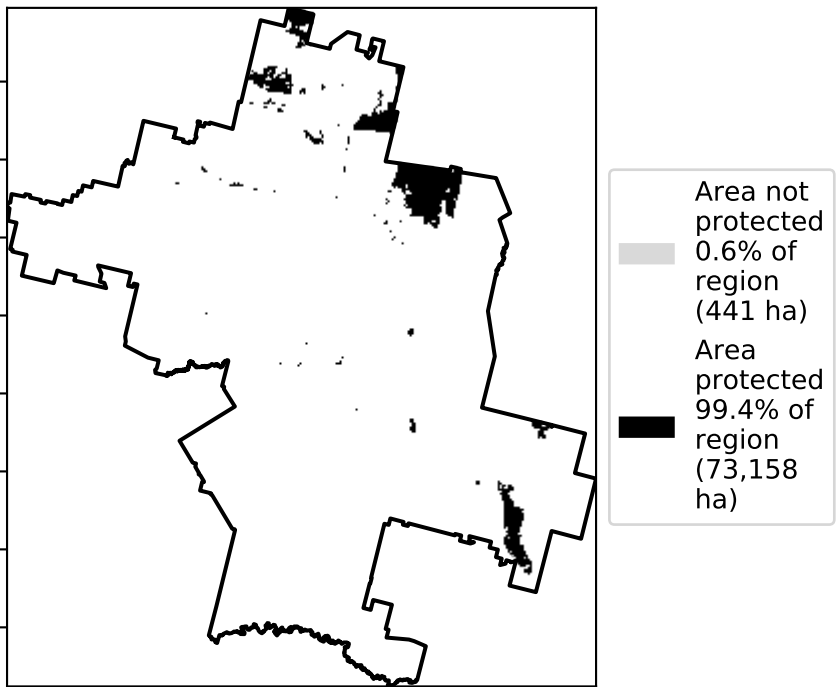 Area not
protected
0.6% of
region
(441 ha)
Area
protected
99.4% of
region
(73,158
ha)